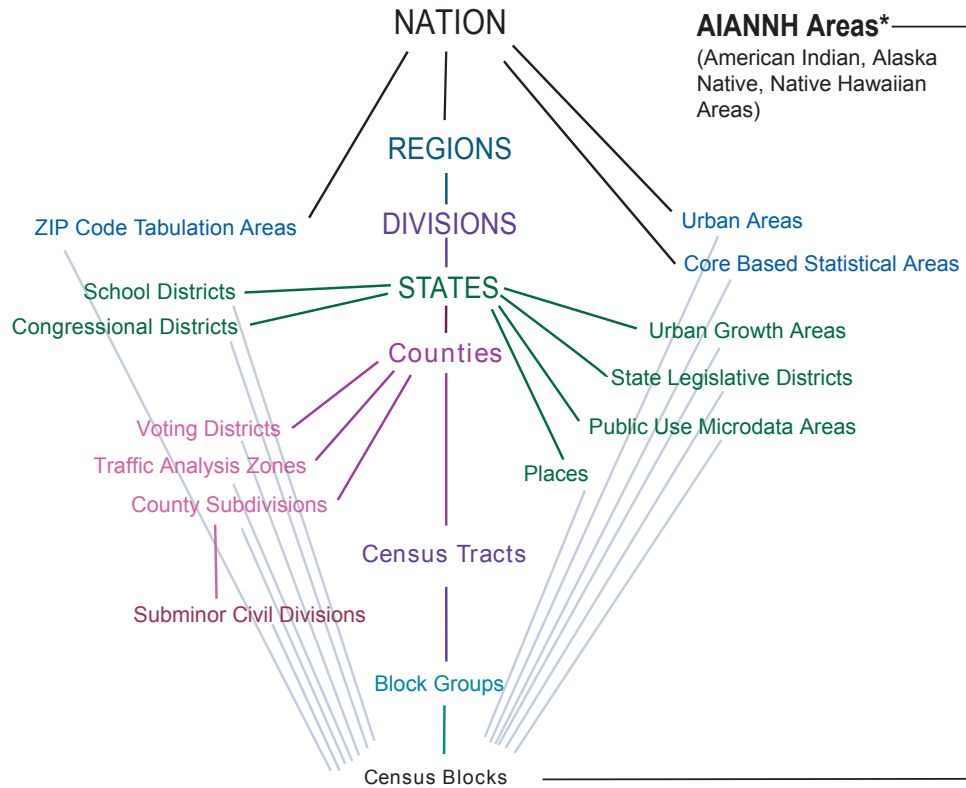 NATION
AIANNH Areas*
(American Indian, Alaska
Native, Native Hawaiian
Areas)
REGIONS
ZIP Code Tabulation Areas
DIVISIONS
Urban Areas
Core Based Statistical Areas
School Districts
STATES
Congressional Districts
Urban Growth Areas
Counties
State Legislative Districts
Voting Districts
Public Use Microdata Areas
Traffic Analysis Zones
Places
County Subdivisions
Census Tracts
Subminor Civil Divisions
Block Groups
Census Blocks